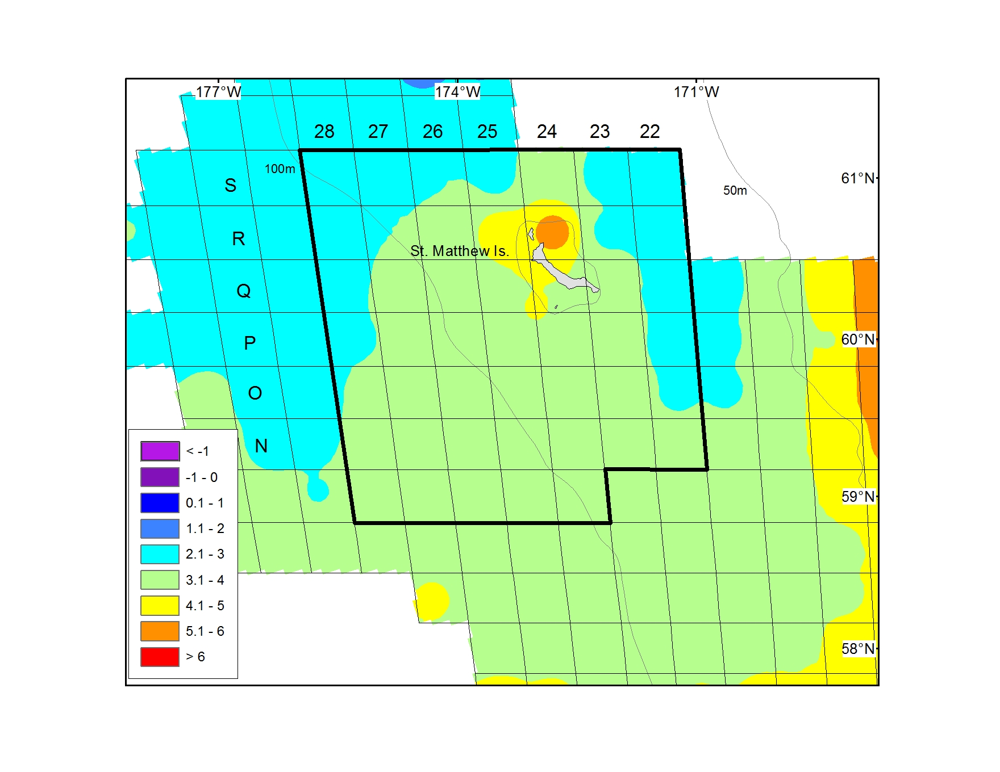 177°W 174°W 171°W
28 27 26 25 24 23 22
100m
S
61°N
50m
R
St. Matthew Is.
Q
P
60°N
O
N
< -1
-1 - 0
0.1 - 1
59°N
1.1 - 2
2.1 - 3
3.1 - 4
4.1 - 5
5.1 - 6
58°N
> 6